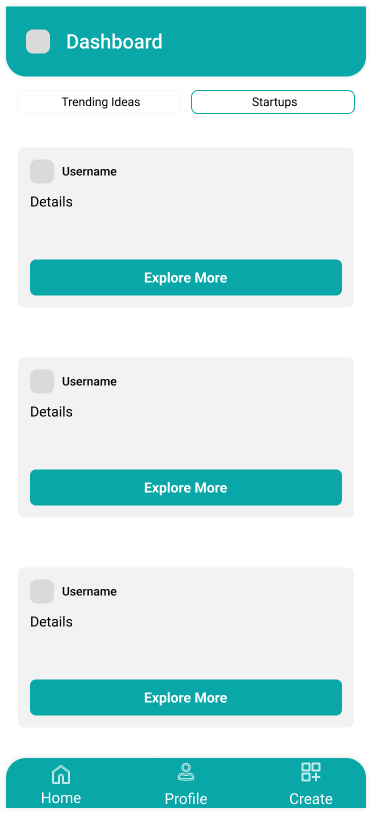 Dashboard
Trending Ideas
Startups
Username
Details
Explore More
Username
Details
Explore More
Username
Details
Explore More
Home
Profile
Create